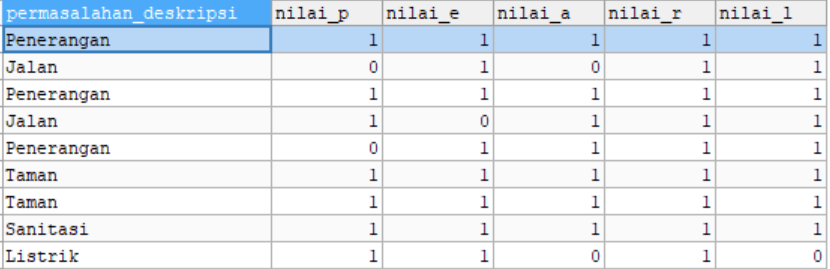 permasalahan_deskripsi nilai_p nilai_e nilai_a nilai_r nilai_l
Penerangan 1 1 1 1 1
Jalan 0 1 0 1 1
Penerangan 1 1 1 1 1
Jalan 1 0 1 1 1
Penerangan 0 1 1 1 1
Taman 1 1 1 1 1
Taman 1 1 1 1 1
Sanitasi 1 1 1 1 1
Listrik 1 1 0 1 0